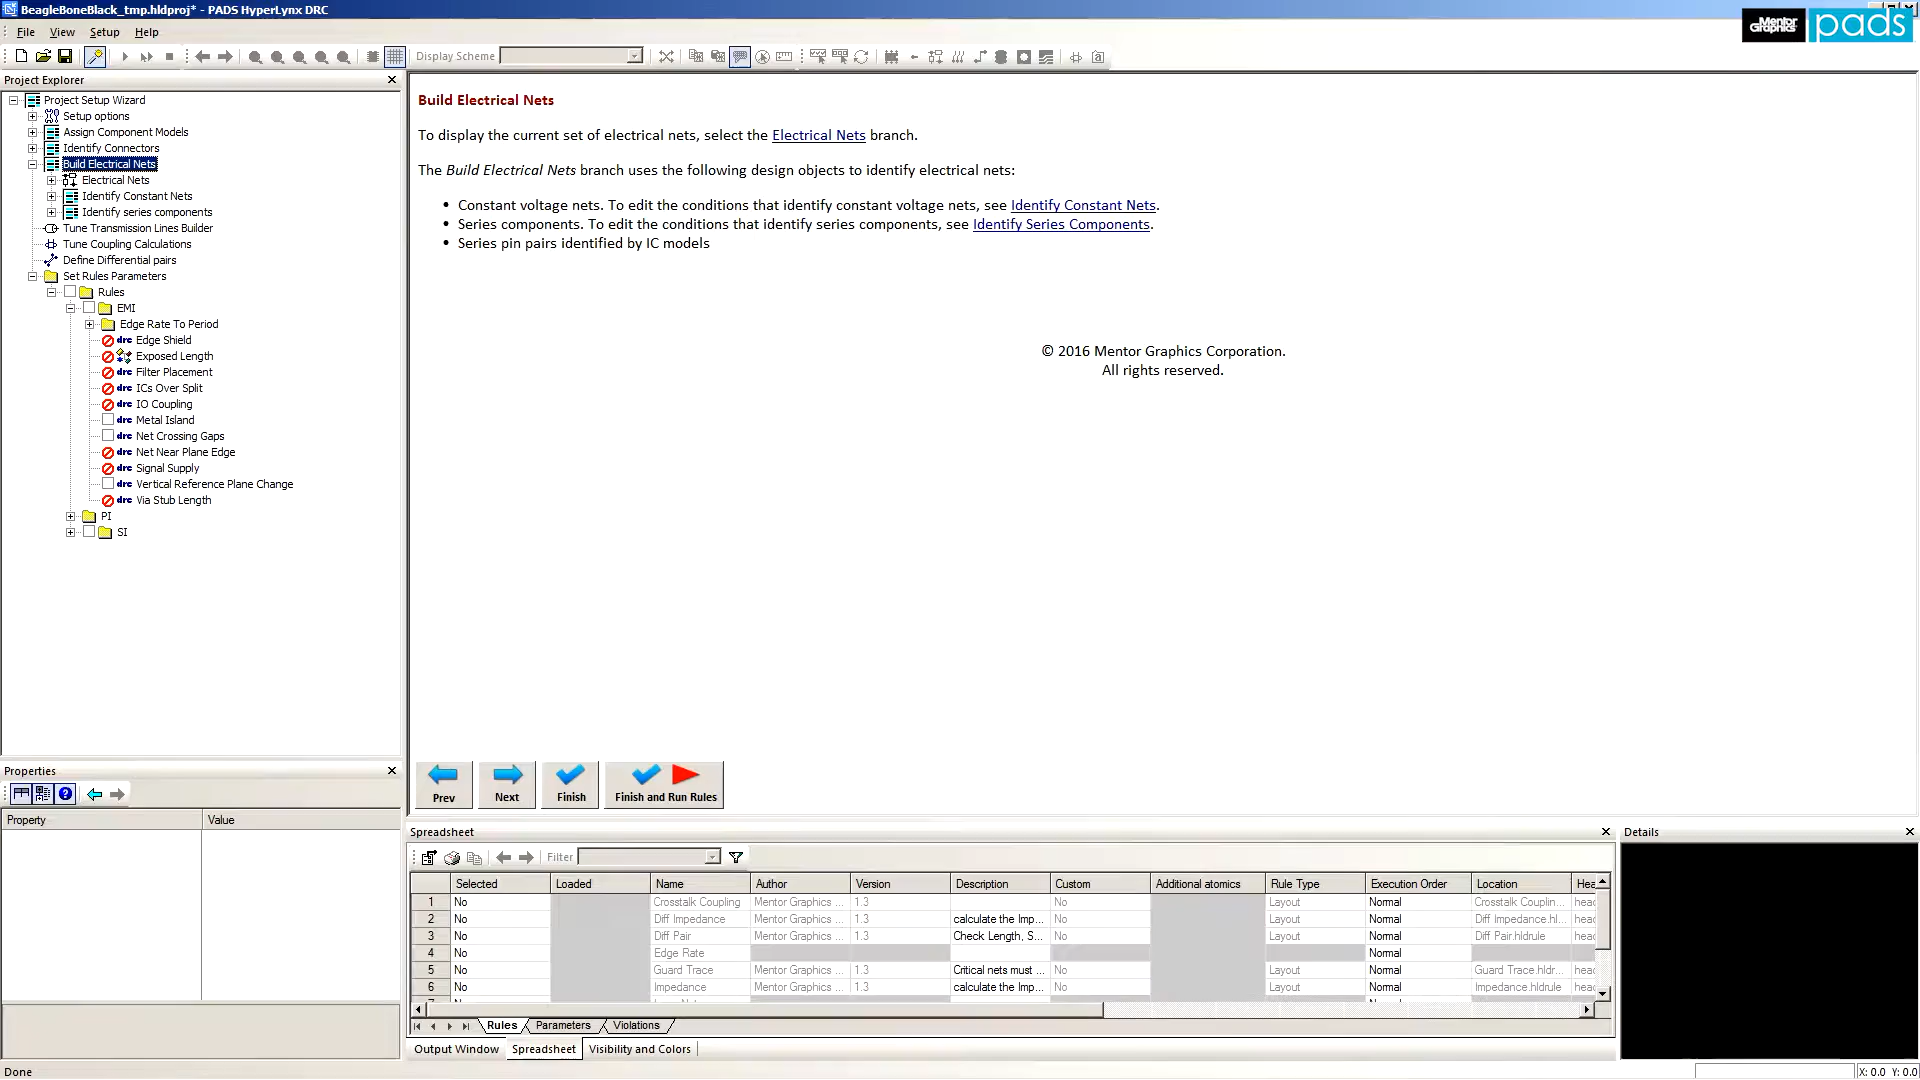 BeagleBoneBlack_tmp.hldproj* - PADS HyperLynx DRC
Mentor Graphics pads
File View Setup Help
Display Scheme
Project Explorer
Project Setup Wizard
Setup options
Assign Component Models
Identify Connectors
Build Electrical Nets
Electrical Nets
Identify Constant Nets
Identify series components
Tune Transmission Lines Builder
Tune Coupling Calculations
Define Differential pairs
Set Rules Parameters
Rules
EMI
Edge Rate To Period
drc Edge Shield
Exposed Length
drc Filter Placement
drc ICs Over Split
drc IO Coupling
drc Metal Island
drc Net Crossing Gaps
drc Net Near Plane Edge
drc Signal Supply
drc Vertical Reference Plane Change
drc Via Stub Length
PI
SI
Build Electrical Nets
To display the current set of electrical nets, select the Electrical Nets branch.
The Build Electrical Nets branch uses the following design objects to identify electrical nets:
• Constant voltage nets. To edit the conditions that identify constant voltage nets, see Identify Constant Nets.
• Series components. To edit the conditions that identify series components, see Identify Series Components.
• Series pin pairs identified by IC models
© 2016 Mentor Graphics Corporation.
All rights reserved.
Prev Next Finish Finish and Run Rules
Properties
Property Value
Spreadsheet
Filter
Selected Loaded Name Author Version Description Custom Additional atomics Rule Type Execution Order Location Hea
1 No Crosstalk Coupling Mentor Graphics ... 1.3 No Layout Normal Crosstalk Couplin...  heac
2 No Diff Impedance Mentor Graphics ... 1.3 calculate the Imp... No Layout Normal Diff Impedance.hl... heac
3 No Diff Pair Mentor Graphics ... 1.3 Check Length, S... No Layout Normal Diff Pair.hldrule heac
4 No Edge Rate Normal
5 No Guard Trace Mentor Graphics ... 1.3 Critical nets must ... No Layout Normal Guard Trace.hldr... heac
6 No Impedance Mentor Graphics ... 1.3 calculate the Imp... No Layout Normal Impedance.hldrule heac
Rules Parameters Violations
Output Window Spreadsheet Visibility and Colors
Details
Done
X: 0.0 Y: 0.0